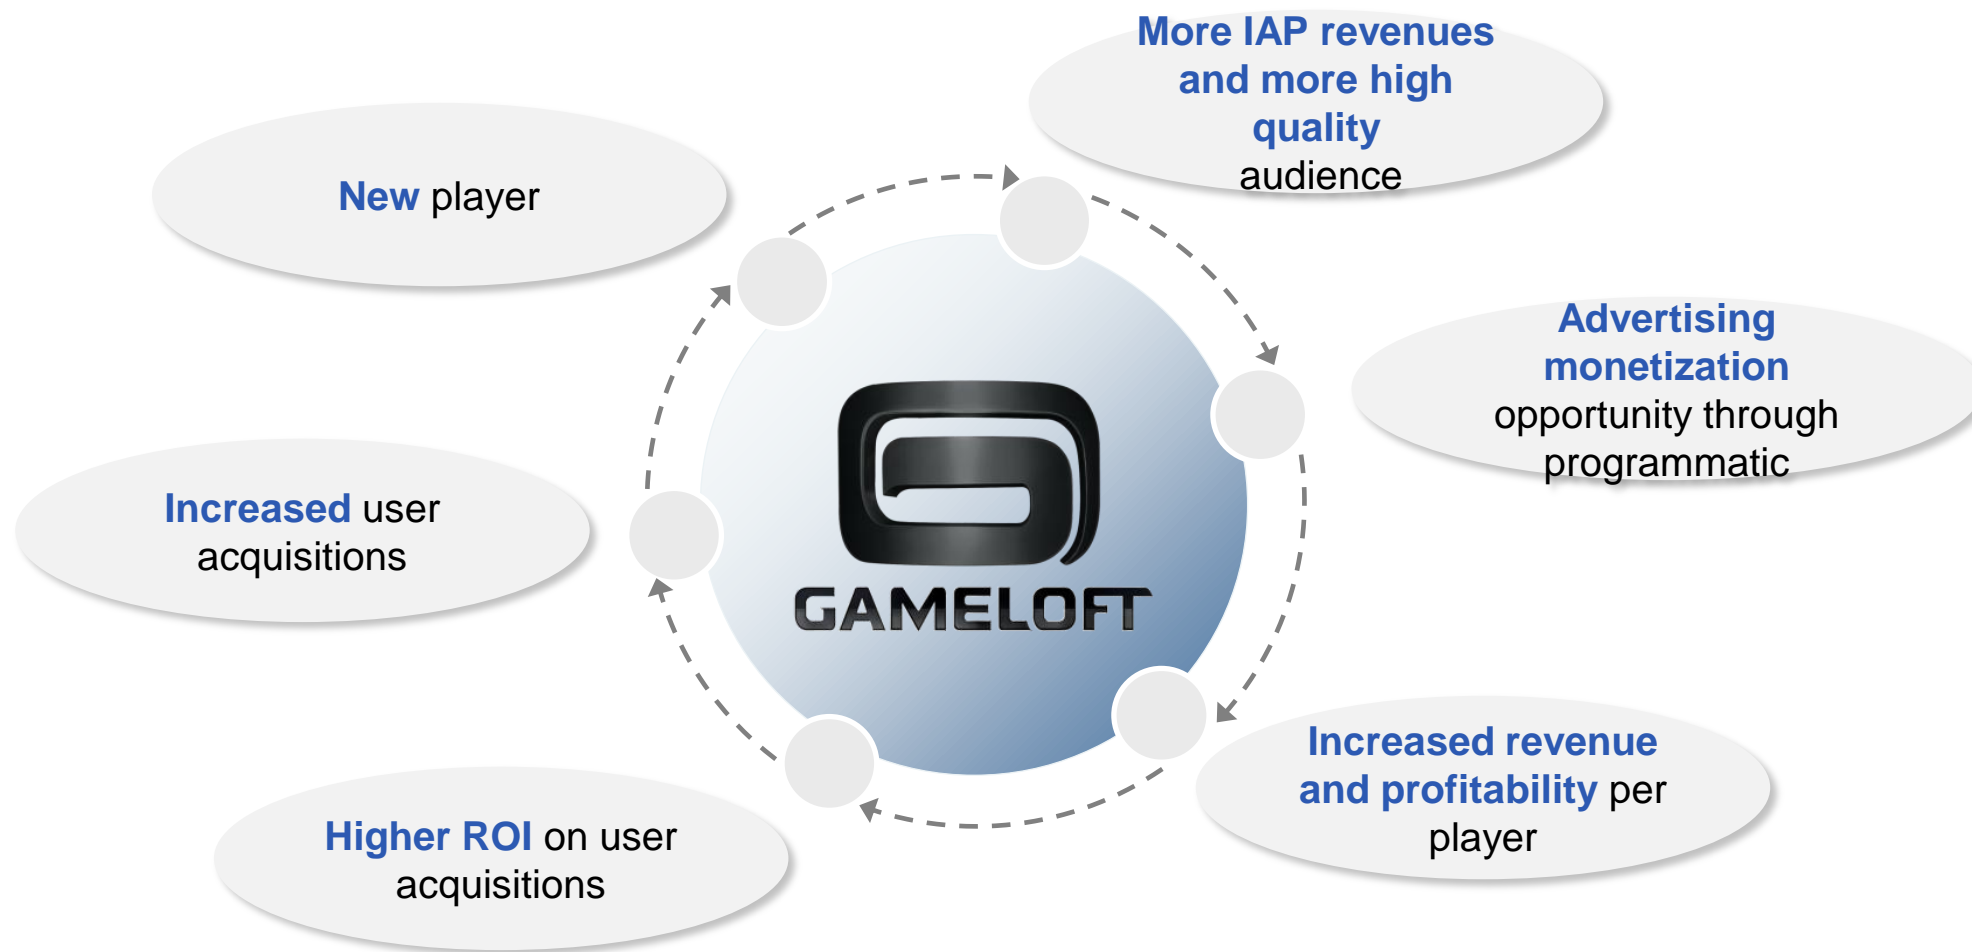 More IAP revenues
and more high
quality
audience
New player
Advertising
monetization
opportunity through
programmatic
Increased user
acquisitions
GAMELOFT
Increased revenue
and profitability per
player
Higher ROI on user
acquisitions